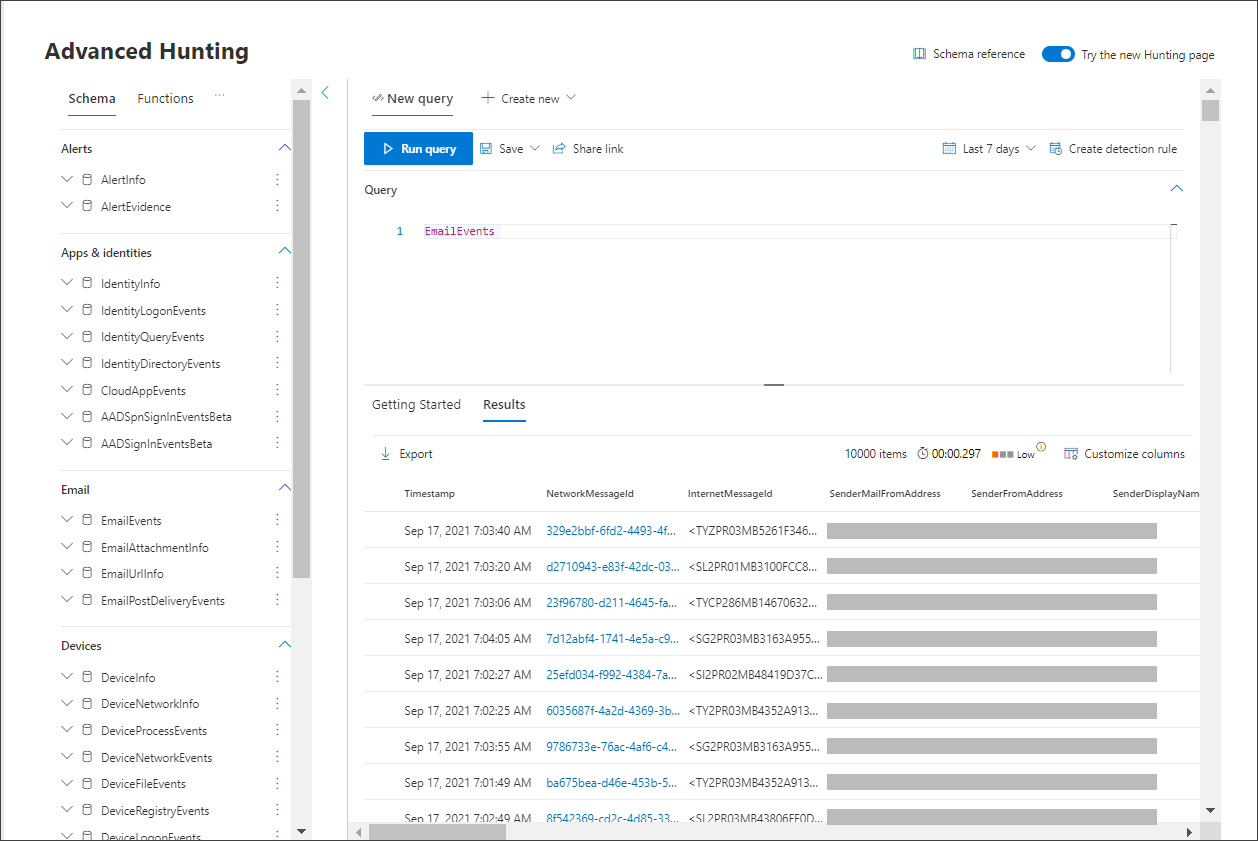 Advanced Hunting
Schema reference
Try the new Hunting page
Schema Functions ...
Alerts
AlertInfo
AlertEvidence
Apps & identities
IdentityInfo
IdentityLogonEvents
IdentityQueryEvents
IdentityDirectoryEvents
CloudAppEvents
AADSpnSignInEventsBeta
AADSignInEventsBeta
Email
EmailEvents
EmailAttachmentInfo
EmailUrlInfo
EmailPostDeliveryEvents
Devices
DeviceInfo
DeviceNetworkInfo
DeviceProcessEvents
DeviceNetworkEvents
DeviceFileEvents
DeviceRegistryEvents
DeviceLogonEvents
New query Create new
Run query Save Share link Last 7 days Create detection rule
Query
1 EmailEvents
Getting Started Results
Export 10000 items 00:00.297 Low Customize columns
Timestamp NetworkMessageId InternetMessageId SenderMailFromAddress SenderFromAddress SenderDisplayNam
Sep 17, 2021 7:03:40 AM 329e2bbf-6fd2-4493-4f... <TYZPR03MB5261F346...
Sep 17, 2021 7:03:20 AM d2710943-e83f-42dc-03... <SL2PR01MB3100FCC8...
Sep 17, 2021 7:03:06 AM 23f96780-d211-4645-fa... <TYCP286MB14670632...
Sep 17, 2021 7:04:05 AM 7d12abf4-1741-4e5a-c9... <SG2PR03MB3163A955...
Sep 17, 2021 7:02:27 AM 25efd034-f992-4384-7a... <SI2PR02MB48419D37C...
Sep 17, 2021 7:02:25 AM 6035687f-4a2d-4369-3b... <TY2PR03MB4352A913...
Sep 17, 2021 7:03:55 AM 9786733e-76ac-4af6-c4... <SG2PR03MB3163A955...
Sep 17, 2021 7:01:49 AM ba675bea-d46e-453b-5... <TY2PR03MB4352A913...
Sep 17, 2021 7:02:49 AM 8f542369-cd2c-4d85-33...